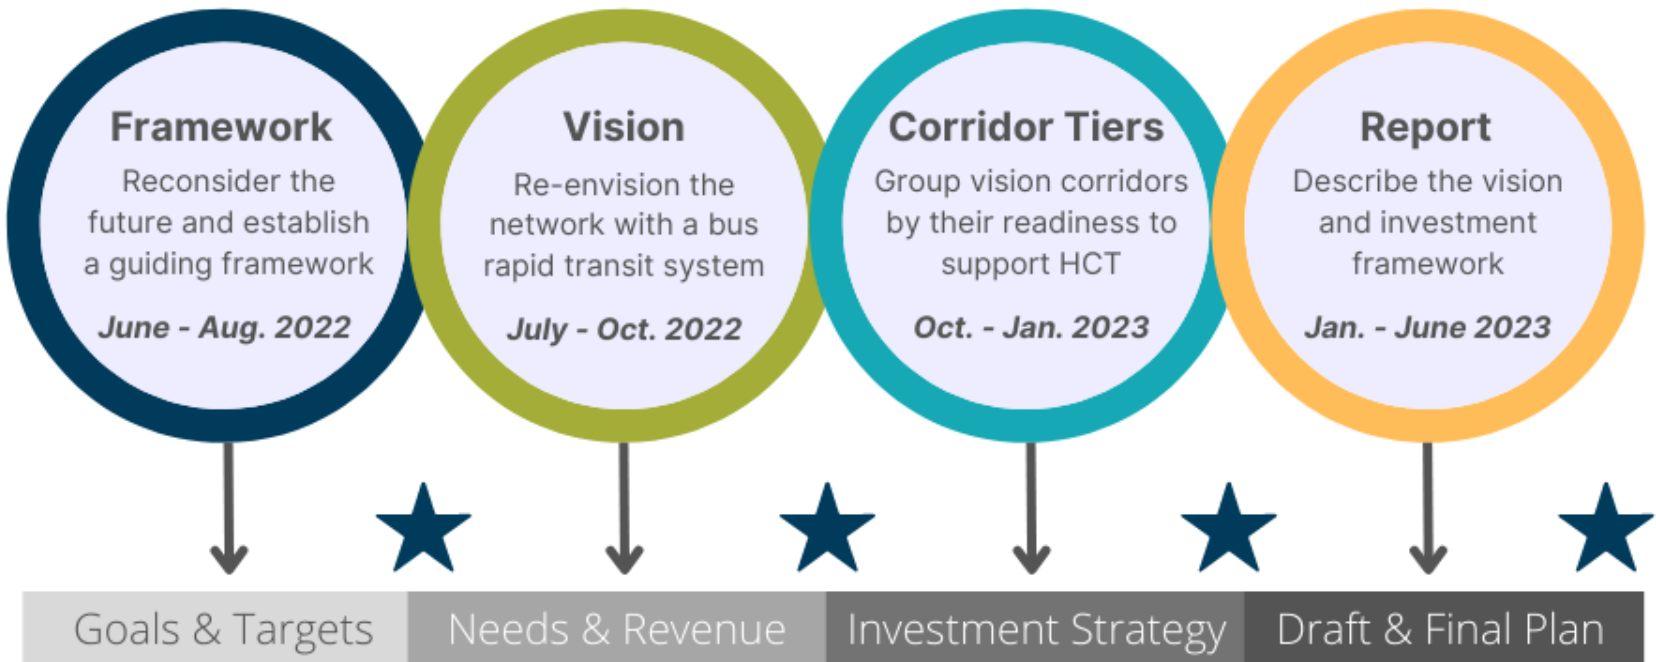 Framework
Reconsider the
future and establish
a guiding framework
June - Aug. 2022
Vision
Re-envision the
network with a bus
rapid transit system
July - Oct. 2022
Corridor Tiers
Group vision corridors
by their readiness to
support HCT
Oct. - Jan. 2023
Report
Describe the vision
and investment
framework
Jan. - June 2023
Goals & Targets
Needs & Revenue
Investment Strategy
Draft & Final Plan